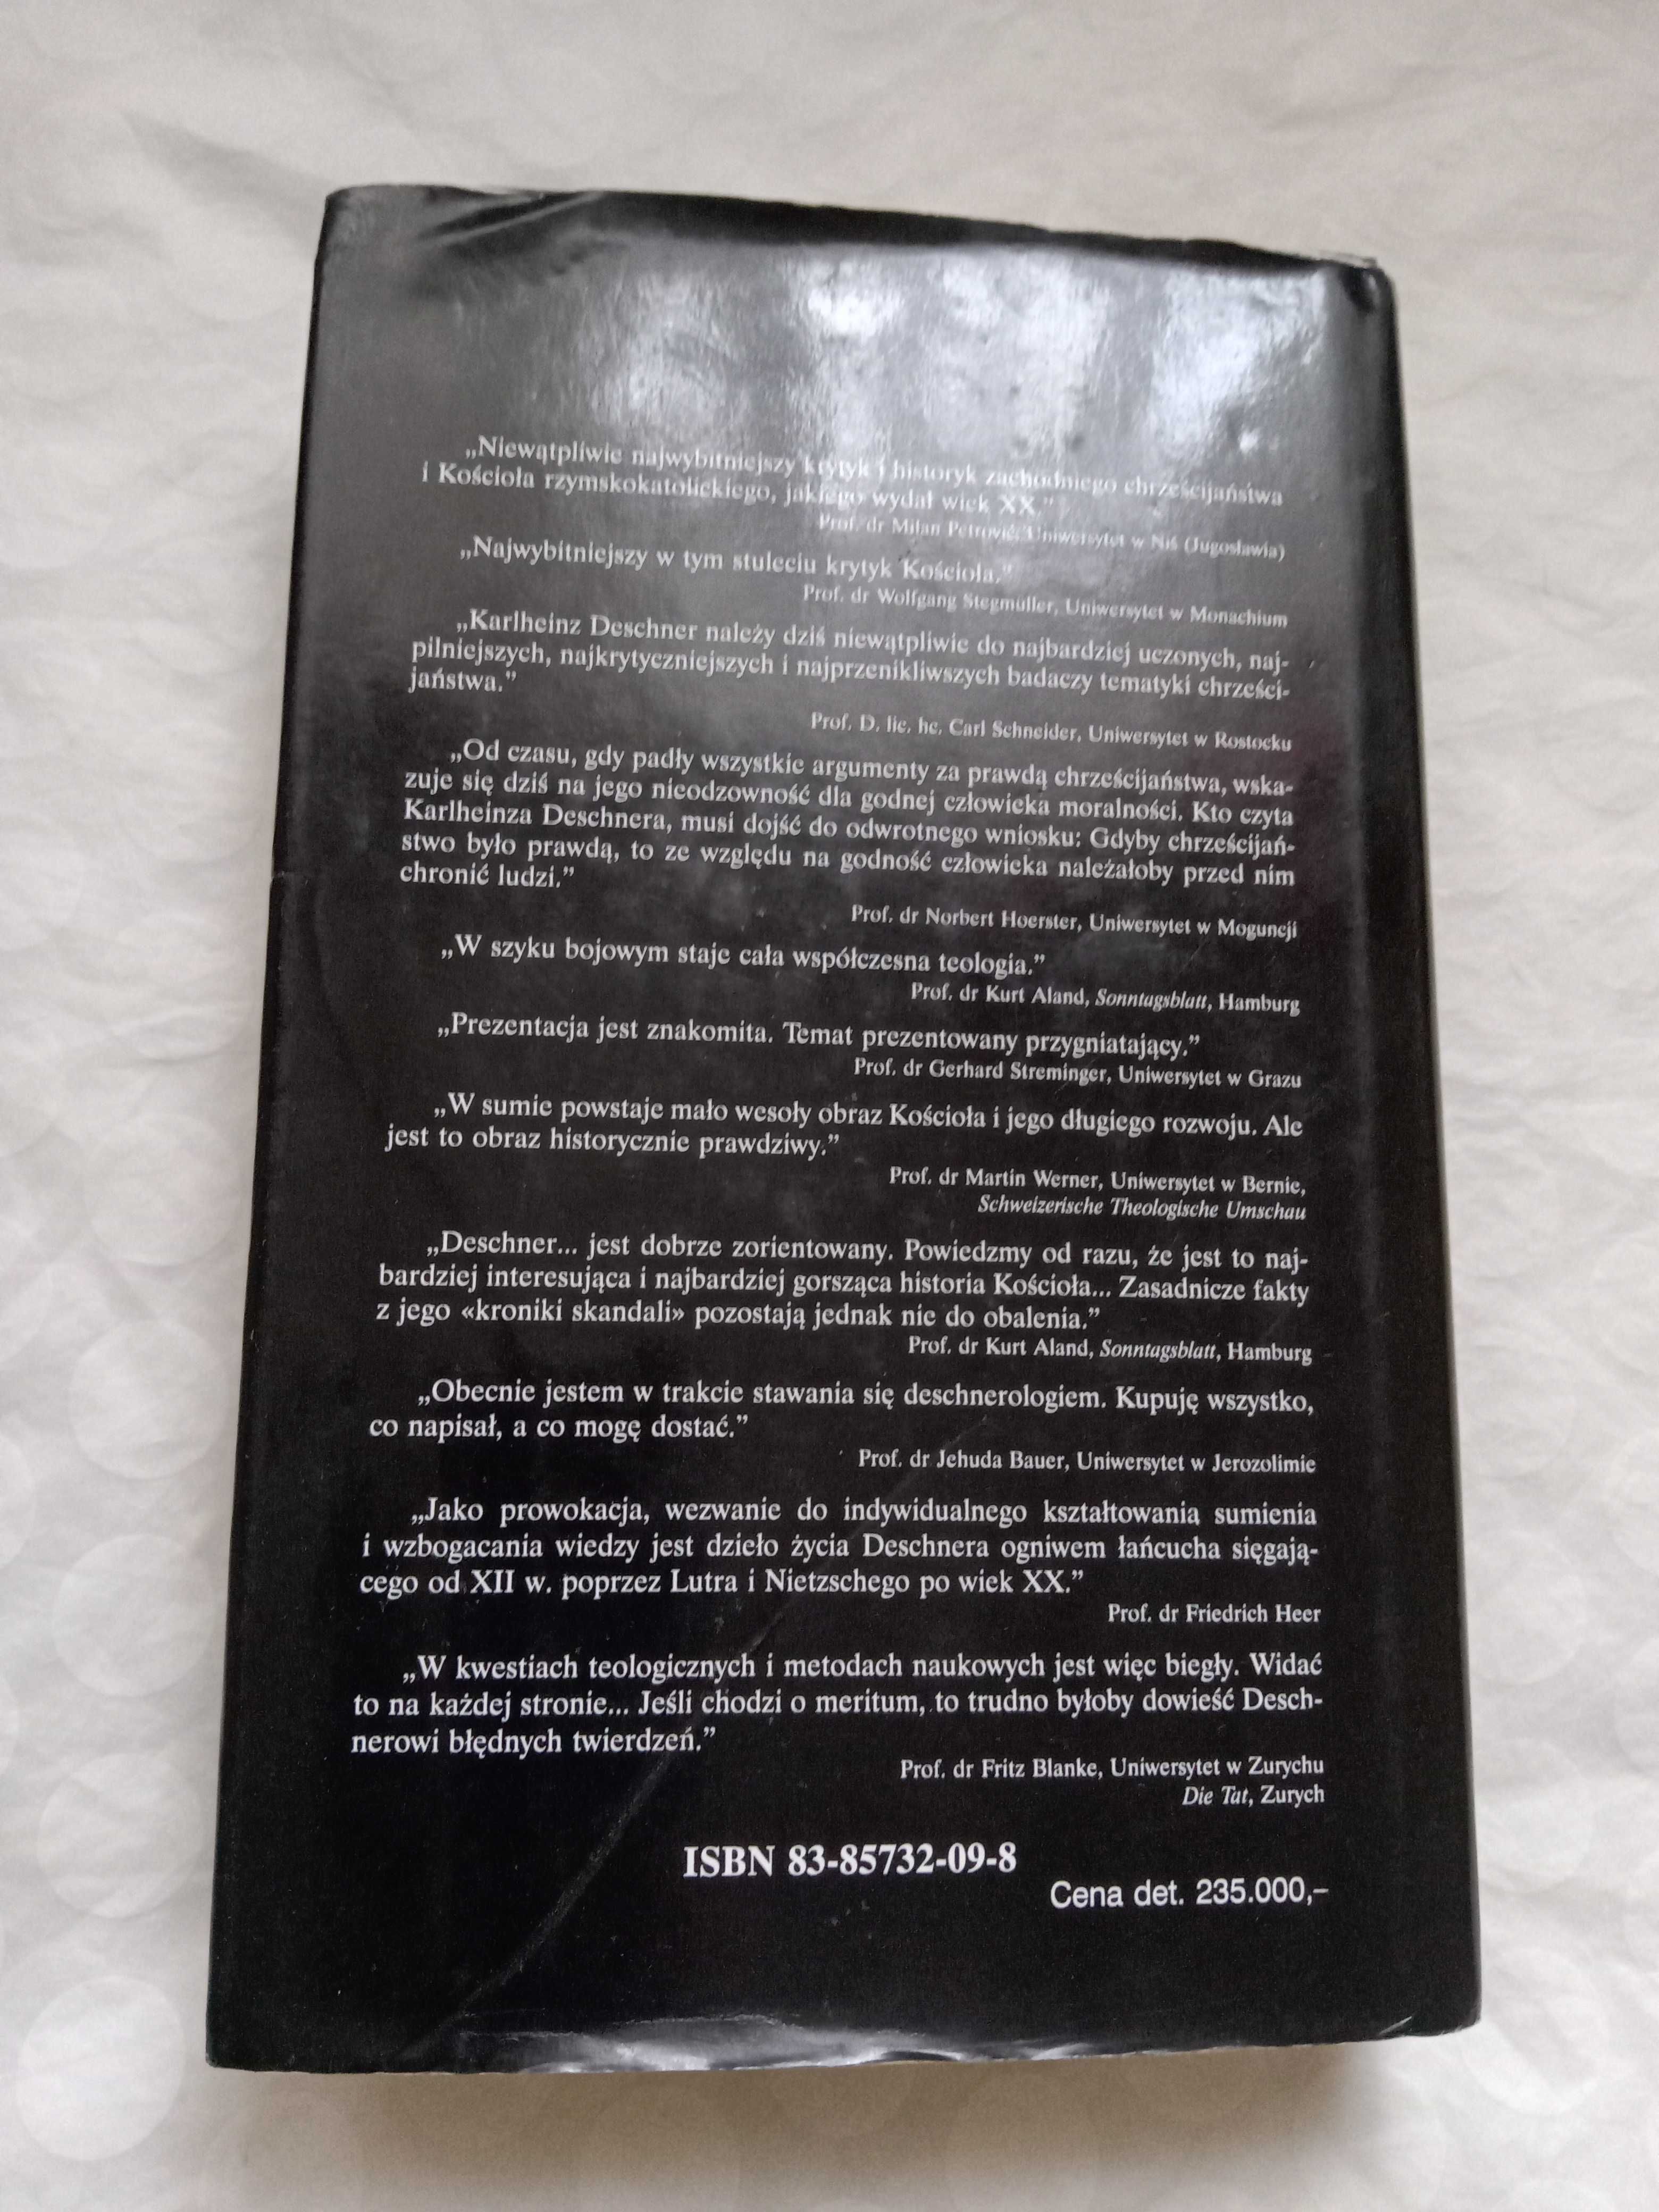 „Niewątpliwie najwybitniejszy krytyk i historyk zachodniego chrześcijaństwa
i Kościoła rzymskokatolickiego, jakiego wydał wiek XX.”
Prof. dr Milan Petrović, Uniwersytet w Niś (Jugosławia)
„Najwybitniejszy w tym stuleciu krytyk Kościoła.”
Prof. dr Wolfgang Stegmuller, Uniwersytet w Monachium
„Karlheinz Deschner należy dziś niewątpliwie do najbardziej uczonych, naj-
pilniejszych, najkrytyczniejszych i najprzenikliwszych badaczy tematyki chrześci-
jaństwa.”
Prof. D. lic. hc. Carl Schneider, Uniwersytet w Rostocku
„Od czasu, gdy padły wszystkie argumenty za prawdą chrześcijaństwa, wska-
zuje się dziś na jego nieodzowność dla godnej człowieka moralności. Kto czyta
Karlheinza Deschnera, musi dojść do odwrotnego wniosku: Gdyby chrześcijań-
stwo było prawdą, to ze względu na godność człowieka należałoby przed nim
chronić ludzi.”
Prof. dr Norbert Hoerster, Uniwersytet w Moguncji
„W szyku bojowym staje cała współczesna teologia.”
Prof. dr Kurt Aland, Sonntagsblatt, Hamburg
„Prezentacja jest znakomita. Temat prezentowany przygniatający.”
Prof. dr Gerhard Streminger, Uniwersytet w Grazu
„W sumie powstaje mało wesoły obraz Kościoła i jego długiego rozwoju. Ale
jest to obraz historycznie prawdziwy.”
Prof. dr Martin Werner, Uniwersytet w Bernie,
Schweizerische Theologische Umschau
„Deschner... jest dobrze zorientowany. Powiedzmy od razu, że jest to naj-
bardziej interesująca i najbardziej gorsząca historia Kościoła... Zasadnicze fakty
z jego «kroniki skandali» pozostają jednak nie do obalenia.”
Prof. dr Kurt Aland, Sonntagsblatt, Hamburg
„Obecnie jestem w trakcie stawania się deschnerologiem. Kupuję wszystko,
co napisał, a co mogę dostać.”
Prof. dr Jehuda Bauer, Uniwersytet w Jerozolimie
„Jako prowokacja, wezwanie do indywidualnego kształtowania sumienia
i wzbogacania wiedzy jest dzieło życia Deschnera ogniwem łańcucha sięgają-
cego od XII w. poprzez Lutra i Nietzschego po wiek XX.”
Prof. dr Friedrich Heer
„W kwestiach teologicznych i metodach naukowych jest więc biegły. Widać
to na każdej stronie... Jeśli chodzi o meritum, to trudno byłoby dowieść Desch-
nerowi błędnych twierdzeń.”
Prof. dr Fritz Blanke, Uniwersytet w Zurychu
Die Tat, Zurych
ISBN 83-85732-09-8
Cena det. 235.000,–